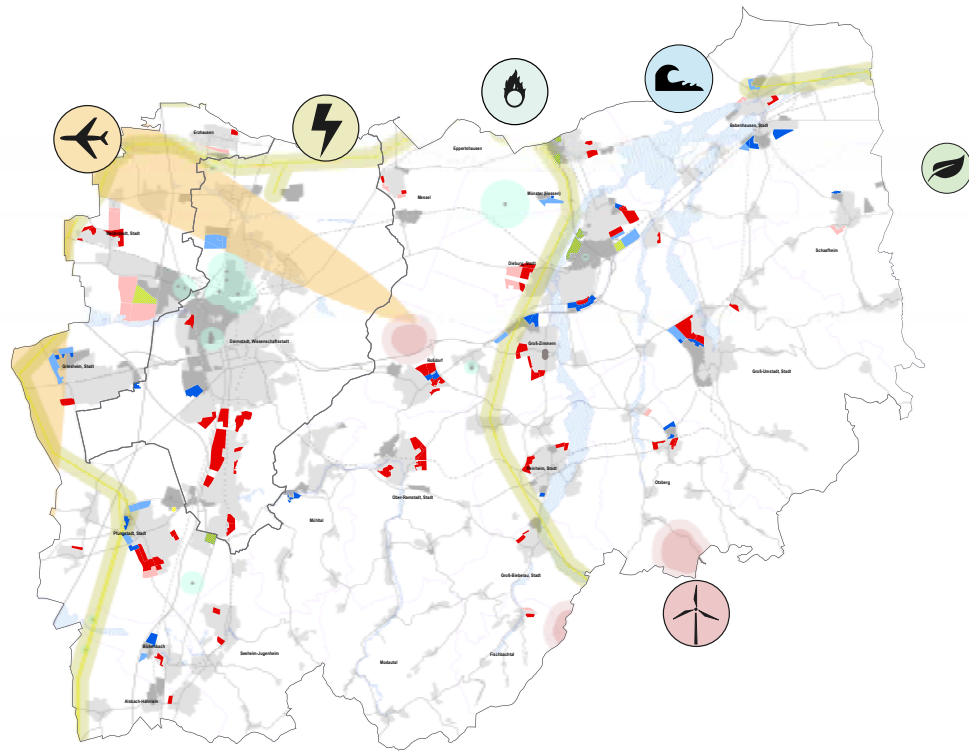 Babenhausen, Stadt
Erzhausen
Eppertshausen
Messel
Münster (Hessen)
Schaafheim
Dieburg, Stadt
Darmstadt, Wissenschaftsstadt
Groß-Zimmern
Roßdorf
Griesheim, Stadt
Groß-Umstadt, Stadt
Reinheim, Stadt
Otzberg
Ober-Ramstadt, Stadt
Mühltal
Pfungstadt, Stadt
Groß-Bieberau, Stadt
Bickenbach
Seeheim-Jugenheim
Fischbachtal
Modautal
Alsbach-Hähnlein